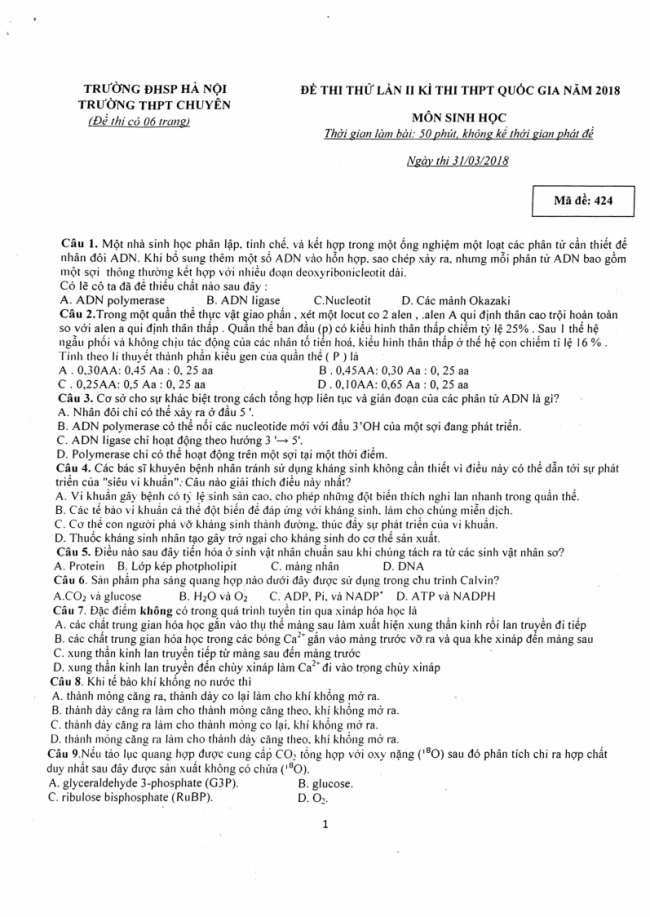 TRƯỜNG ĐHSP HÀ NỘI
TRƯỜNG THPT CHUYÊN
(Đề thi có 06 trang)
ĐỀ THI THỬ LẦN II KÌ THI THPT QUỐC GIA NĂM 2018
MÔN SINH HỌC
Thời gian làm bài: 50 phút, không kể thời gian phát đề
Ngày thi 31/03/2018
Mã đề: 424
Câu 1. Một nhà sinh học phân lập, tinh chế, và kết hợp trong một ống nghiệm một loạt các phân tử cần thiết để
nhân đôi ADN. Khi bổ sung thêm một số ADN vào hỗn hợp, sao chép xảy ra, nhưng mỗi phân tử ADN bao gồm
một sợi thông thường kết hợp với nhiều đoạn deoxyribonicleotit dài.
Có lẽ cô ta đã để thiếu chất nào sau đây :
A. ADN polymerase B. ADN ligase C.Nucleotit D. Các mảnh Okazaki
Câu 2.Trong một quần thể thực vật giao phấn , xét một locut co 2 alen , .alen A qui định thân cao trội hoàn toàn
so với alen a qui định thân thấp . Quần thể ban đầu (p) có kiểu hình thân thấp chiếm tỷ lệ 25% . Sau 1 thế hệ
ngẫu phối và không chịu tác động của các nhân tố tiến hoá, kiểu hình thân thấp ở thế hệ con chiếm tỉ lệ 16 % .
Tính theo lí thuyết thành phần kiểu gen của quần thể ( P ) là
A . 0,30AA: 0,45 Aa : 0, 25 aa B . 0,45AA: 0,30 Aa : 0, 25 aa
C . 0,25AA: 0,5 Aa : 0, 25 aa D . 0,10AA: 0,65 Aa : 0, 25 aa
Câu 3. Cơ sở cho sự khác biệt trong cách tổng hợp liên tục và gián đoạn của các phân tử ADN là gì?
A. Nhân đôi chỉ có thể xảy ra ở đầu 5 '.
B. ADN polymerase có thể nối các nucleotide mới với đầu 3’OH của một sợi đang phát triển.
C. ADN ligase chỉ hoạt động theo hướng 3 '→ 5'.
D. Polymerase chỉ có thể hoạt động trên một sợi tại một thời điểm.
Câu 4. Các bác sĩ khuyên bệnh nhân tránh sử dụng kháng sinh không cần thiết vì điều này có thể dẫn tới sự phát
triển của "siêu vi khuẩn". Câu nào giải thích điều này nhất?
A. Vi khuẩn gây bệnh có tỷ lệ sinh sản cao, cho phép những đột biến thích nghi lan nhanh trong quần thể.
B. Các tế bào vi khuẩn cá thể đột biến để đáp ứng với kháng sinh, làm cho chúng miễn dịch.
C. Cơ thể con người phá vỡ kháng sinh thành đường, thúc đẩy sự phát triển của vi khuẩn.
D. Thuốc kháng sinh nhân tạo gây trở ngại cho kháng sinh do cơ thể sản xuất.
Câu 5. Điều nào sau đây tiến hóa ở sinh vật nhân chuẩn sau khi chúng tách ra từ các sinh vật nhân sơ?
A. Protein B. Lớp kép photpholipit C. màng nhân D. DNA
Câu 6. Sản phẩm pha sáng quang hợp nào dưới đây được sử dụng trong chu trình Calvin?
A.CO₂ và glucose B. H₂O và O₂ C. ADP, Pi, và NADP⁺ D. ATP và NADPH
Câu 7. Đặc điểm không có trong quá trình truyền tin qua xináp hóa học là
A. các chất trung gian hóa học gắn vào thụ thể màng sau làm xuất hiện xung thần kinh rồi lan truyền đi tiếp
B. các chất trung gian hóa học trong các bóng Ca²⁺ gắn vào màng trước vỡ ra và qua khe xináp đến màng sau
C. xung thần kinh lan truyền tiếp từ màng sau đến màng trước
D. xung thần kinh lan truyền đến chùy xináp làm Ca²⁺ đi vào trong chùy xináp
Câu 8. Khi tế bào khí khổng no nước thì
A. thành mỏng căng ra, thành dày co lại làm cho khí khổng mở ra.
B. thành dày căng ra làm cho thành mỏng căng theo, khí khổng mở ra.
C. thành dày căng ra làm cho thành mỏng co lại, khí khổng mở ra.
D. thành mỏng căng ra làm cho thành dày căng theo, khí khổng mở ra.
Câu 9.Nếu tảo lục quang hợp được cung cấp CO₂ tổng hợp với oxy nặng (¹⁸O) sau đó phân tích chỉ ra hợp chất
duy nhất sau đây được sản xuất không có chứa (¹⁸O).
A. glyceraldehyde 3-phosphate (G3P). B. glucose.
C. ribulose bisphosphate (RuBP). D. O₂.
1